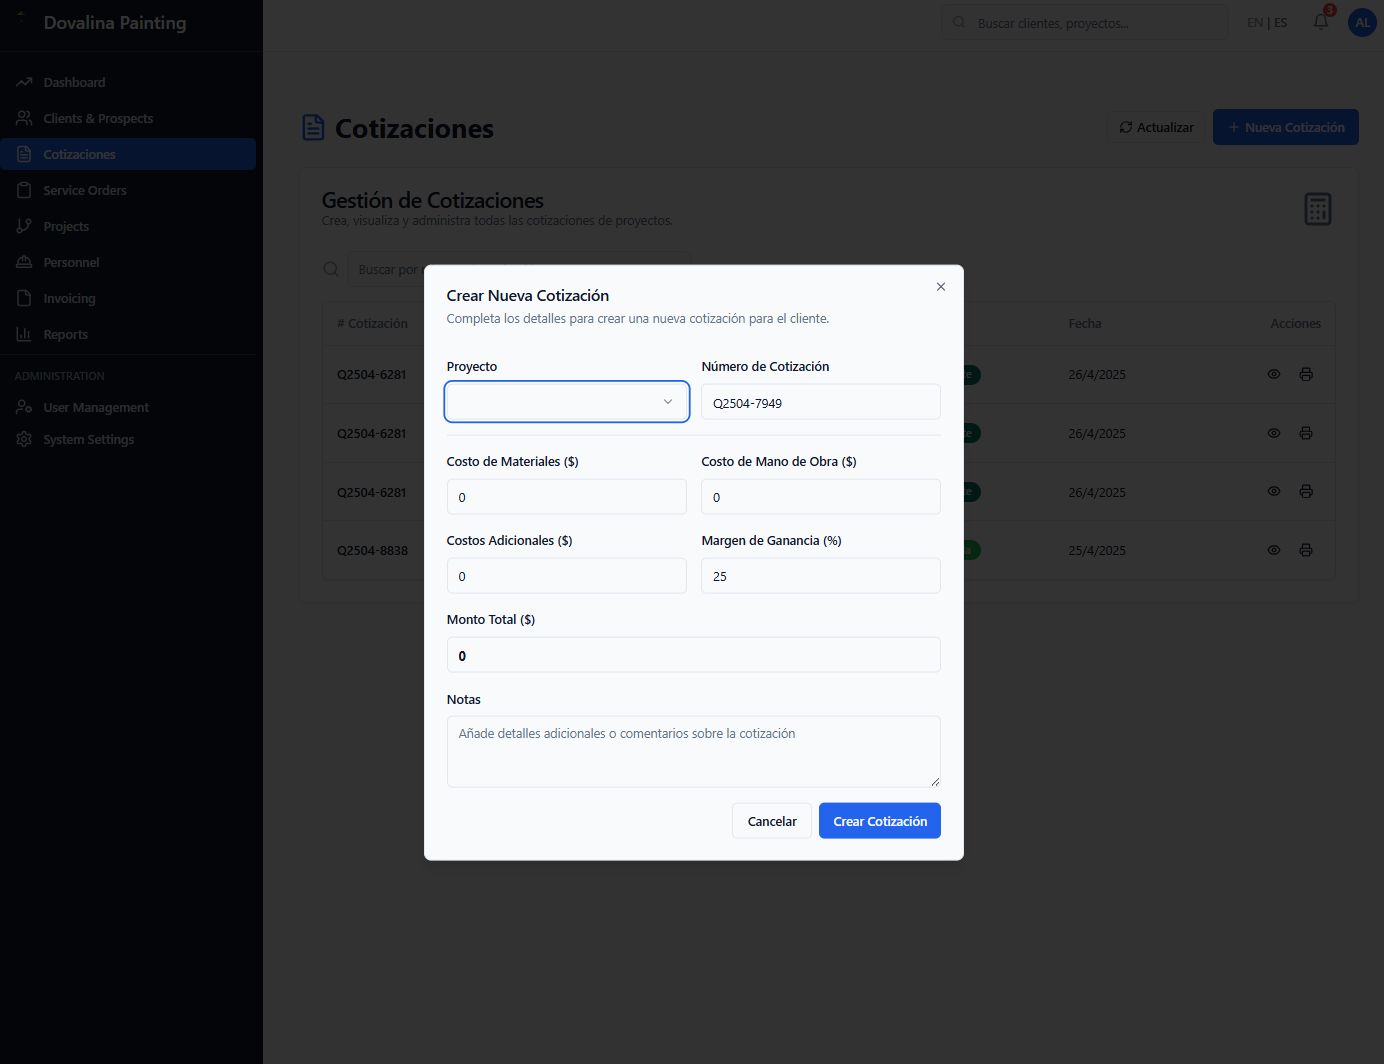 Dovalina Painting
Buscar clientes, proyectos...
EN | ES
3
AL
Dashboard
Clients & Prospects
Cotizaciones
Service Orders
Projects
Personnel
Invoicing
Reports
ADMINISTRATION
User Management
System Settings
Cotizaciones
Actualizar
Nueva Cotización
Gestión de Cotizaciones
Crea, visualiza y administra todas las cotizaciones de proyectos.
Buscar por
# Cotización
Fecha
Acciones
Q2504-6281
26/4/2025
Q2504-6281
26/4/2025
Q2504-6281
26/4/2025
Q2504-8838
25/4/2025
Crear Nueva Cotización
Completa los detalles para crear una nueva cotización para el cliente.
Proyecto
Número de Cotización
Q2504-7949
Costo de Materiales ($)
Costo de Mano de Obra ($)
0
0
Costos Adicionales ($)
Margen de Ganancia (%)
0
25
Monto Total ($)
0
Notas
Añade detalles adicionales o comentarios sobre la cotización
Cancelar
Crear Cotización